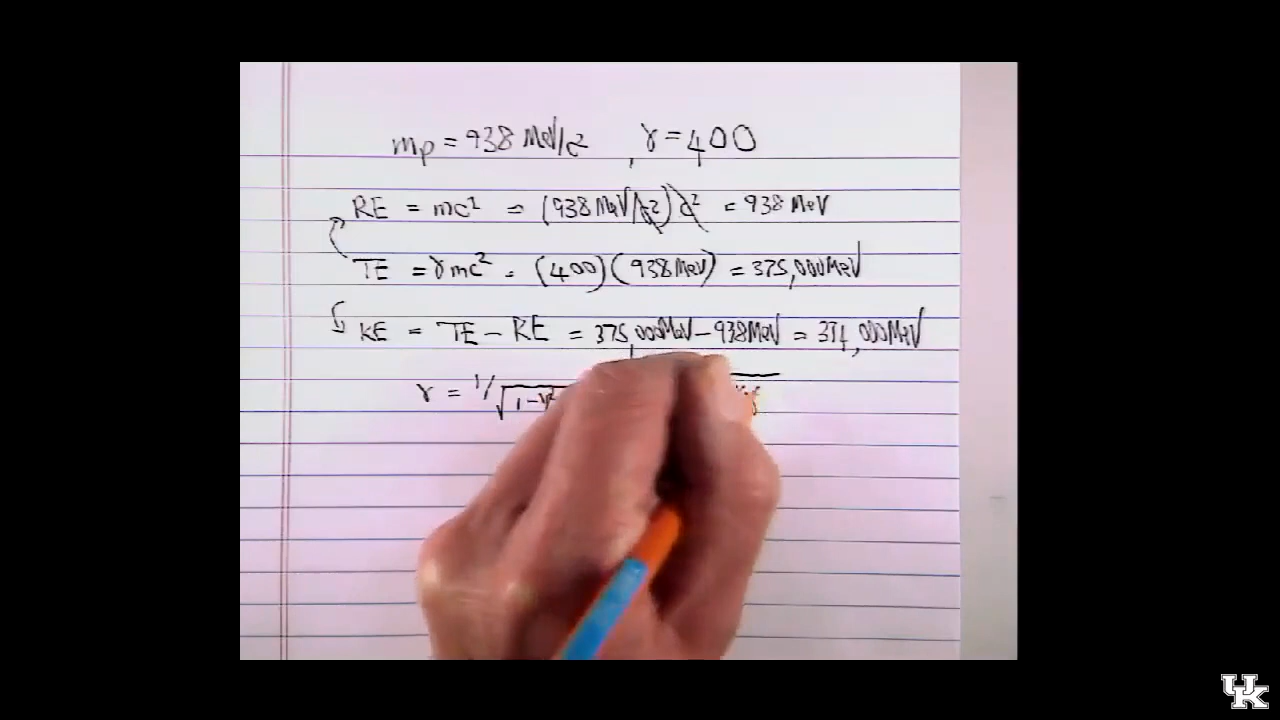 mp = 938 MeV/c² , γ = 400
RE = mc² = (938 MeV/c²) c² = 938 MeV
TE = γmc² = (400)(938 MeV) = 375,000 MeV
KE = TE – RE = 375,000 MeV – 938 MeV = 374,000 MeV
γ = 1/√1-v²
UK